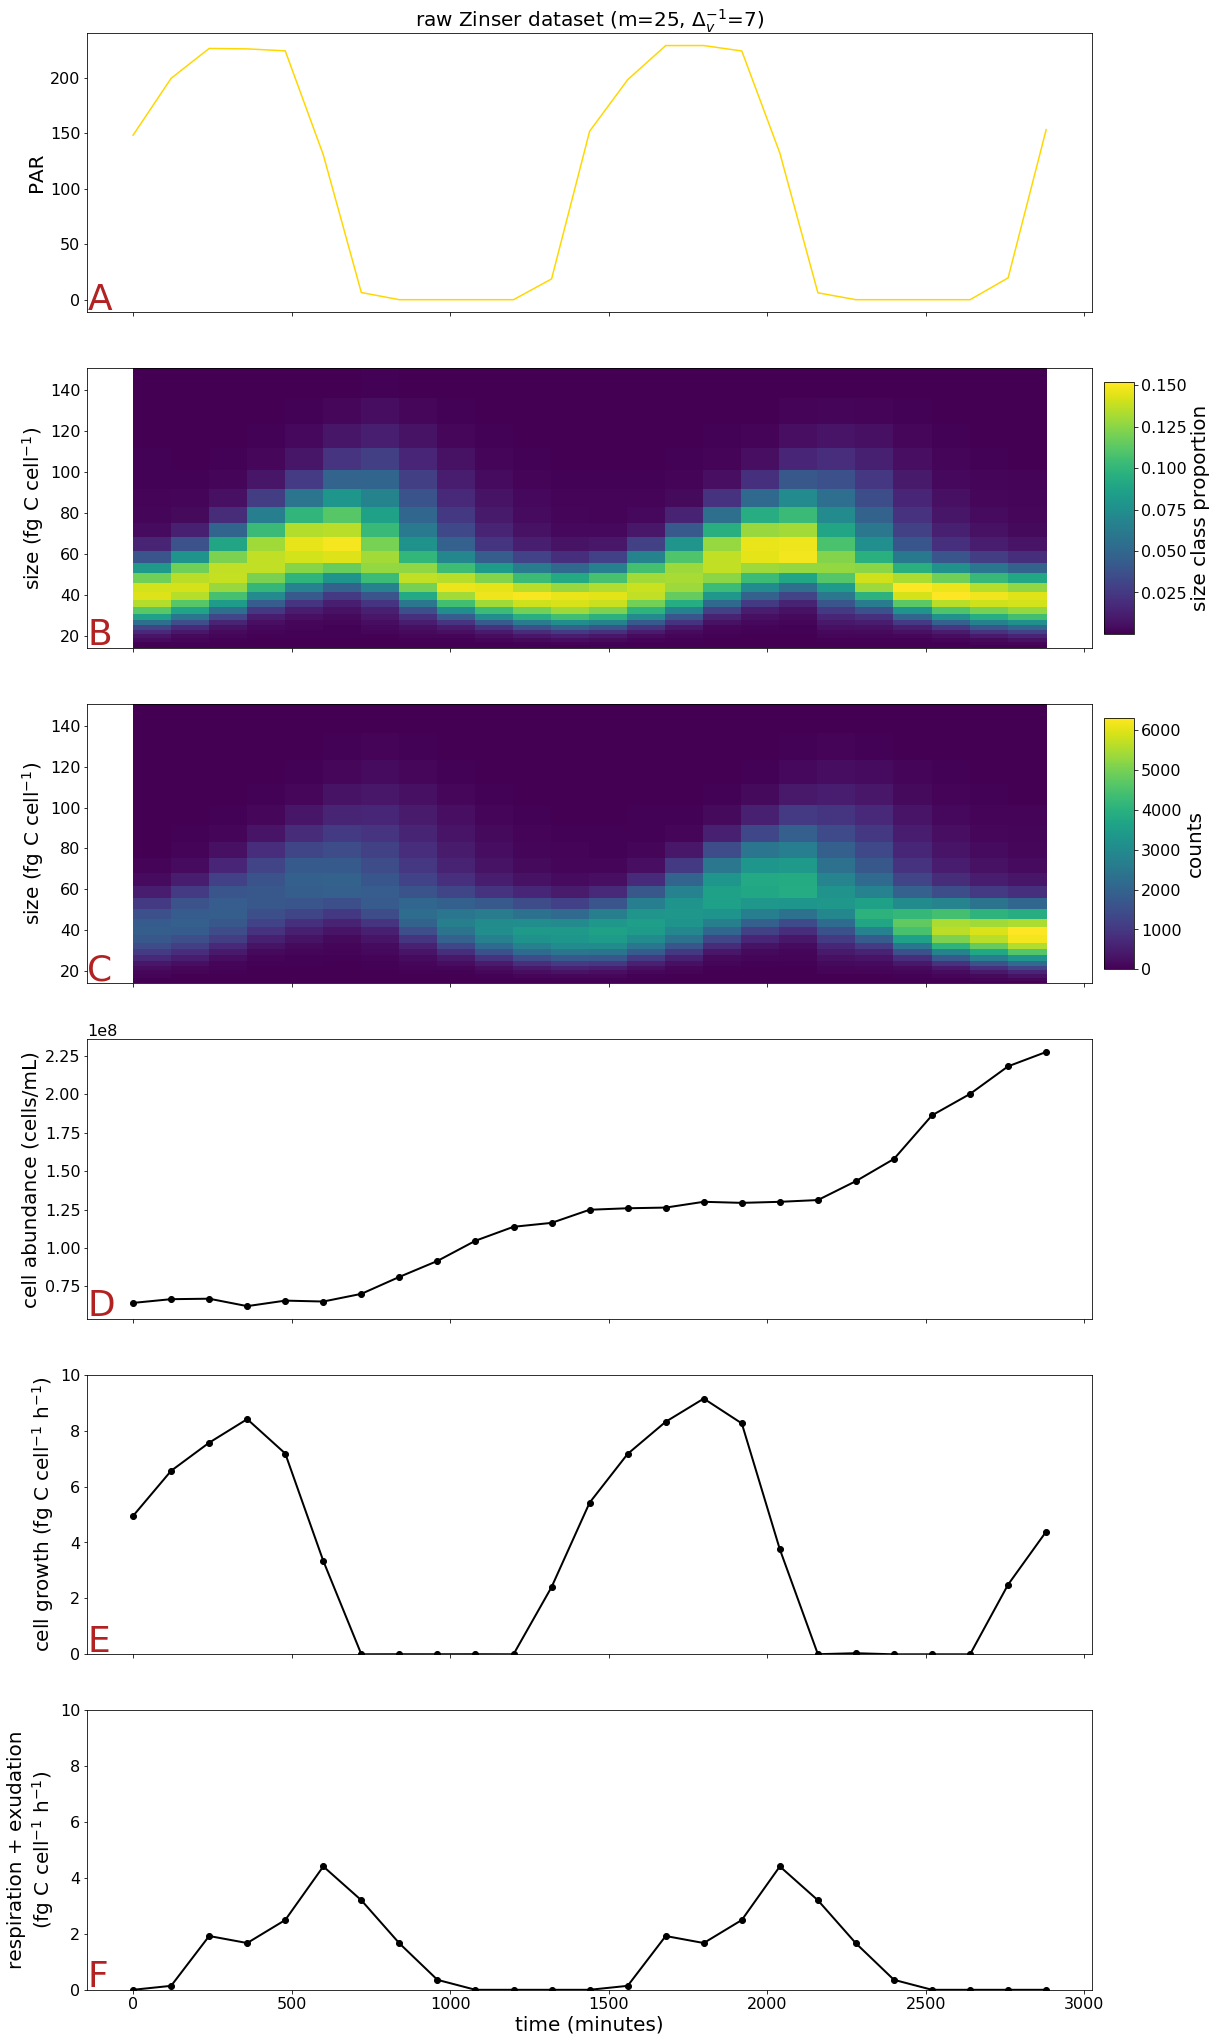 raw Zinser dataset (m=25, Δ_v^{-1}=7)
PAR
200
150
100
50
0
A
size (fg C cell^{-1})
140
120
100
80
60
40
20
B
0.150
0.125
0.100
0.075
0.050
0.025
size class proportion
size (fg C cell^{-1})
140
120
100
80
60
40
20
C
6000
5000
4000
3000
2000
1000
0
counts
1e8
cell abundance (cells/mL)
2.25
2.00
1.75
1.50
1.25
1.00
0.75
D
cell growth (fg C cell^{-1} h^{-1})
10
8
6
4
2
0
E
respiration + exudation
(fg C cell^{-1} h^{-1})
10
8
6
4
2
0
F
0 500 1000 1500 2000 2500 3000
time (minutes)